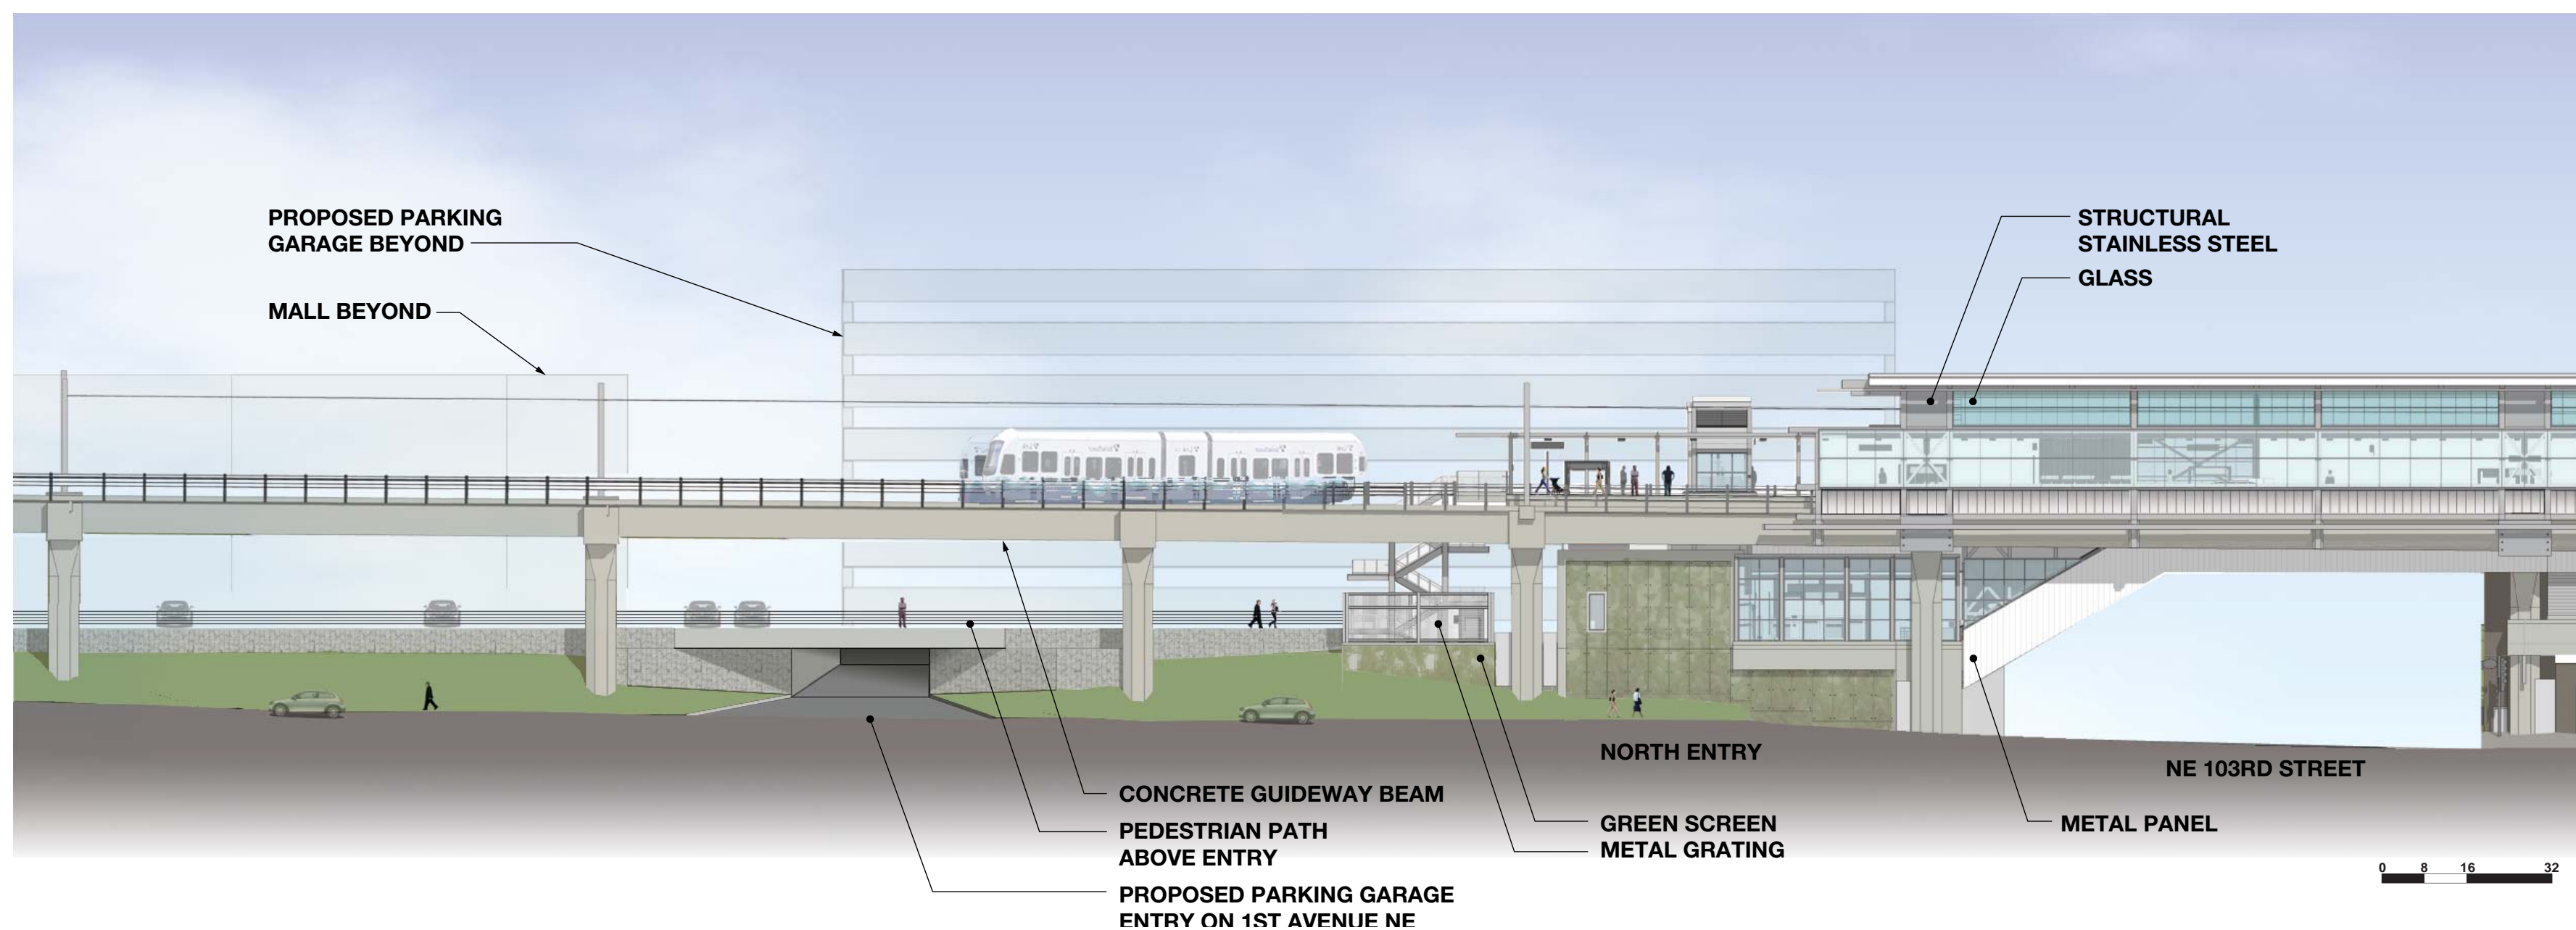 PROPOSED PARKING
GARAGE BEYOND
MALL BEYOND
STRUCTURAL
STAINLESS STEEL
GLASS
NORTH ENTRY
NE 103RD STREET
CONCRETE GUIDEWAY BEAM
PEDESTRIAN PATH
ABOVE ENTRY
PROPOSED PARKING GARAGE
ENTRY ON 1ST AVENUE NE
GREEN SCREEN
METAL GRATING
METAL PANEL
0 8 16 32